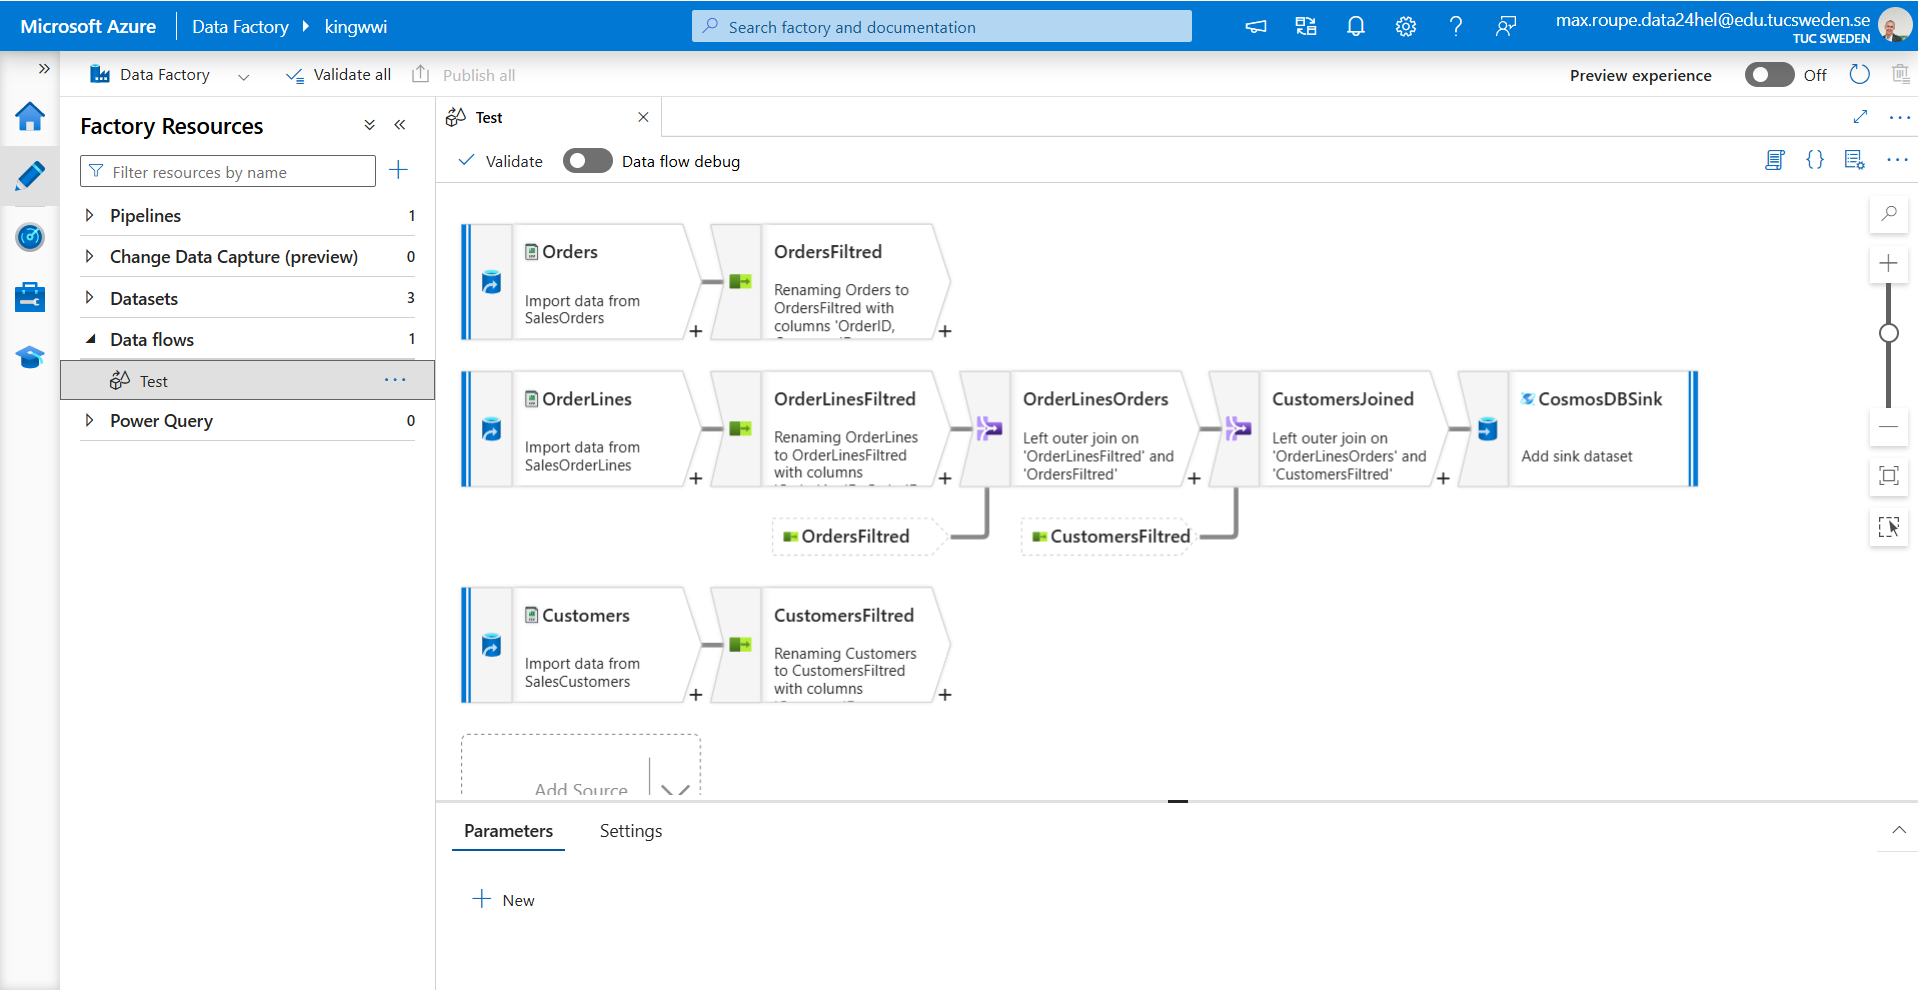 Microsoft Azure
Data Factory
kingwwi
Search factory and documentation
max.roupe.data24hel@edu.tucsweden.se
TUC SWEDEN
Data Factory
Validate all
Publish all
Preview experience
Off
Factory Resources
Filter resources by name
Pipelines 1
Change Data Capture (preview) 0
Datasets 3
Data flows 1
Test
Power Query 0
Test
Validate
Data flow debug
Orders
Import data from
SalesOrders
OrdersFiltred
Renaming Orders to
OrdersFiltred with
columns 'OrderID,
OrderLines
Import data from
SalesOrderLines
OrderLinesFiltred
Renaming OrderLines
to OrderLinesFiltred
with columns
OrderLinesOrders
Left outer join on
'OrderLinesFiltred' and
'OrdersFiltred'
CustomersJoined
Left outer join on
'OrderLinesOrders' and
'CustomersFiltred'
CosmosDBSink
Add sink dataset
OrdersFiltred
CustomersFiltred
Customers
Import data from
SalesCustomers
CustomersFiltred
Renaming Customers
to CustomersFiltred
with columns
Add Source
Parameters
Settings
New